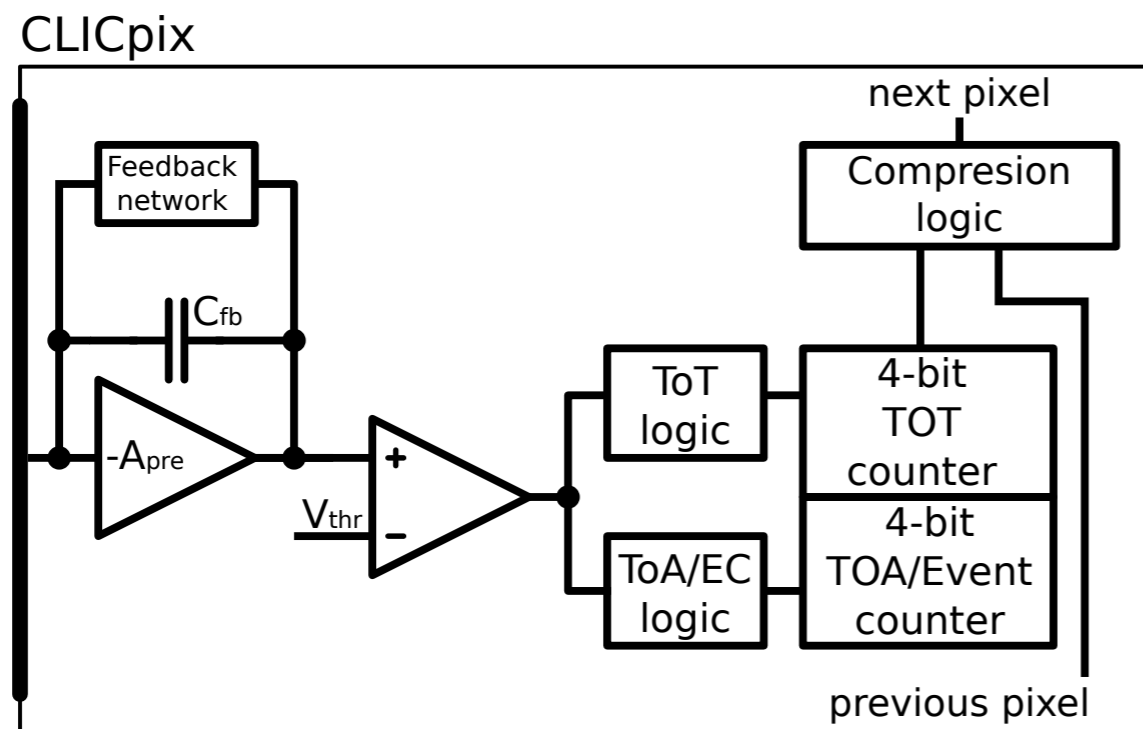 CLICpix
next pixel
Feedback
network
Compresion
logic
Cfb
ToT
logic
4-bit
TOT
counter
-Apre
+
Vthr
−
4-bit
TOA/Event
counter
ToA/EC
logic
previous pixel